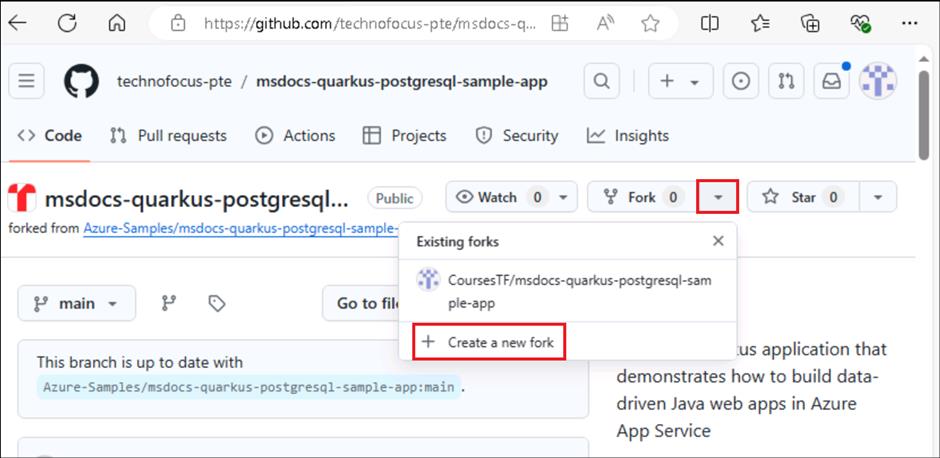 https://github.com/technofocus-pte/msdocs-q...
technofocus-pte / msdocs-quarkus-postgresql-sample-app
Code Pull requests Actions Projects Security Insights
msdocs-quarkus-postgresql... Public Watch 0 Fork 0 Star 0
forked from Azure-Samples/msdocs-quarkus-postgresql-sample-
Existing forks
CoursesTF/msdocs-quarkus-postgresql-sam
ple-app
Create a new fork
main Go to file
This branch is up to date with
Azure-Samples/msdocs-quarkus-postgresql-sample-app:main .
application that
demonstrates how to build data-
driven Java web apps in Azure
App Service